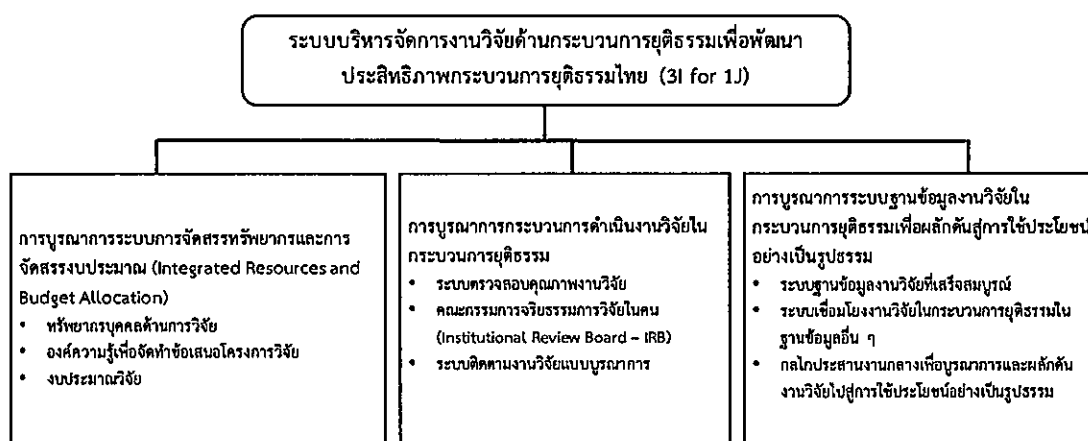 ระบบบริหารจัดการงานวิจัยด้านกระบวนการยุติธรรมเพื่อพัฒนา
ประสิทธิภาพกระบวนการยุติธรรมไทย (3I for 1J)
การบูรณาการระบบการจัดสรรทรัพยากรและการ
จัดสรรงบประมาณ (Integrated Resources and
Budget Allocation)
• ทรัพยากรบุคคลด้านการวิจัย
• องค์ความรู้เพื่อจัดทำข้อเสนอโครงการวิจัย
• งบประมาณวิจัย
การบูรณาการกระบวนการดำเนินงานวิจัยใน
กระบวนการยุติธรรม
• ระบบตรวจสอบคุณภาพงานวิจัย
• คณะกรรมการจริยธรรมการวิจัยในคน
(Institutional Review Board – IRB)
• ระบบติดตามงานวิจัยแบบบูรณาการ
การบูรณาการระบบฐานข้อมูลงานวิจัยใน
กระบวนการยุติธรรมเพื่อผลักดันสู่การใช้ประโยชน์
อย่างเป็นรูปธรรม
• ระบบฐานข้อมูลงานวิจัยที่เสร็จสมบูรณ์
• ระบบเชื่อมโยงงานวิจัยในกระบวนการยุติธรรมใน
ฐานข้อมูลอื่น ๆ
• กลไกประสานงานกลางเพื่อบูรณาการและผลักดัน
งานวิจัยไปสู่การใช้ประโยชน์อย่างเป็นรูปธรรม